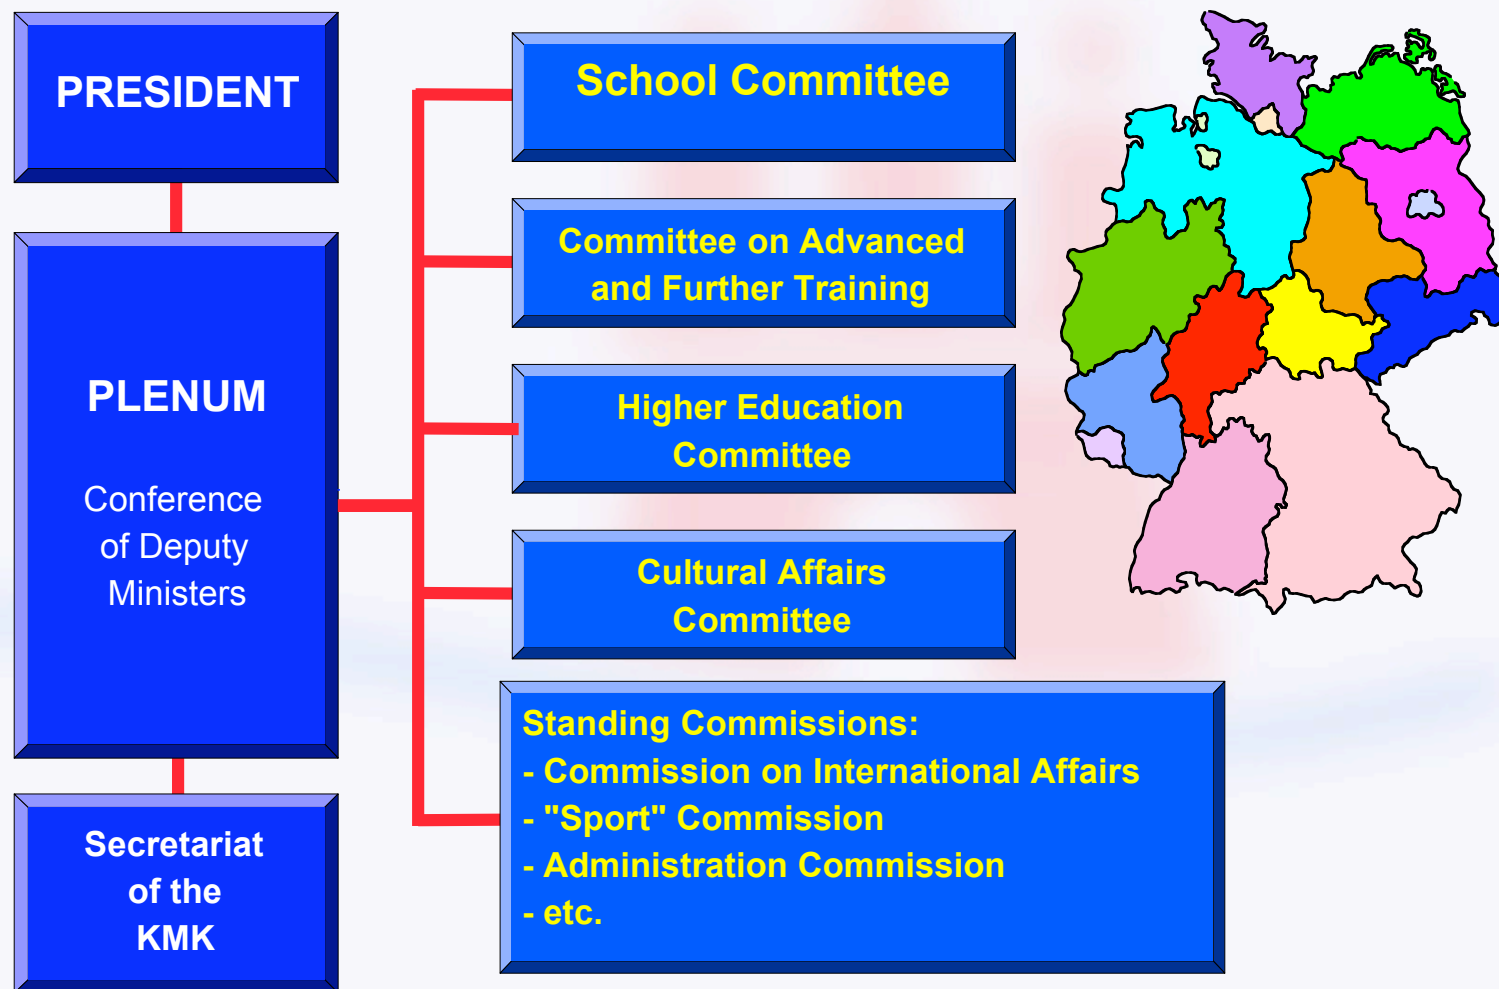 PRESIDENT
PLENUM
Conference
of Deputy
Ministers
Secretariat
of the
KMK
School Committee
Committee on Advanced
and Further Training
Higher Education
Committee
Cultural Affairs
Committee
Standing Commissions:
- Commission on International Affairs
- "Sport" Commission
- Administration Commission
- etc.